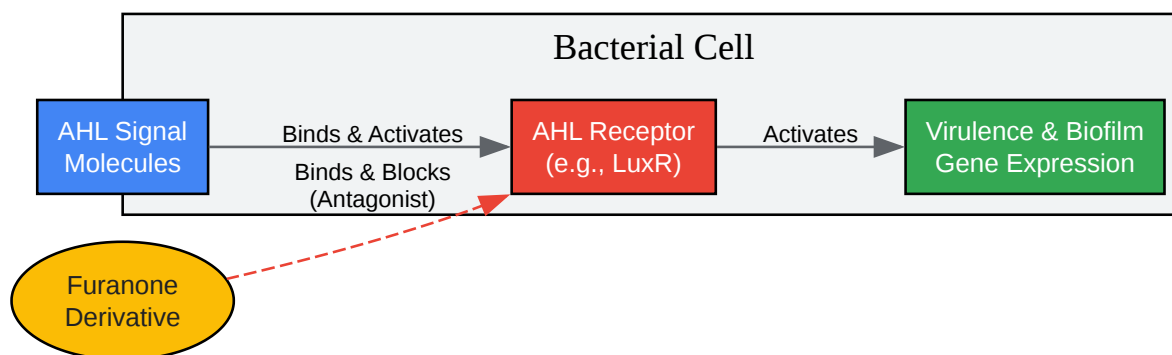 Bacterial Cell
AHL Signal
Molecules
Binds & Activates
Binds & Blocks
(Antagonist)
AHL Receptor
(e.g., LuxR)
Activates
Virulence & Biofilm
Gene Expression
Furanone
Derivative